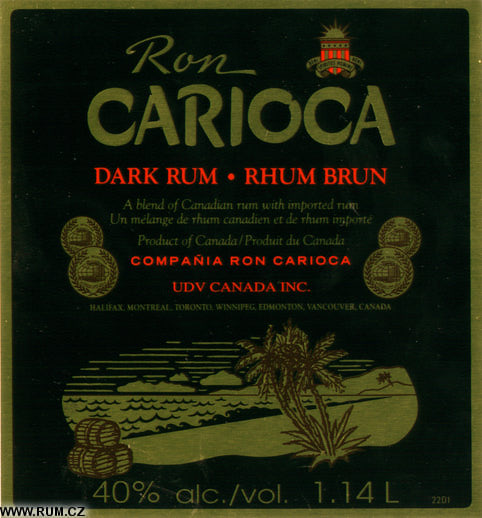 Ron
CARIOCA
DARK RUM • RHUM BRUN
A blend of Canadian rum with imported rum
Un mélange de rhum canadien et de rhum importé
Product of Canada/Produit du Canada
COMPAÑIA RON CARIOCA
UDV CANADA INC.
HALIFAX, MONTREAL, TORONTO, WINNIPEG, EDMONTON, VANCOUVER, CANADA
40% alc./vol. 1.14 L
22D1
WWW.RUM.CZ